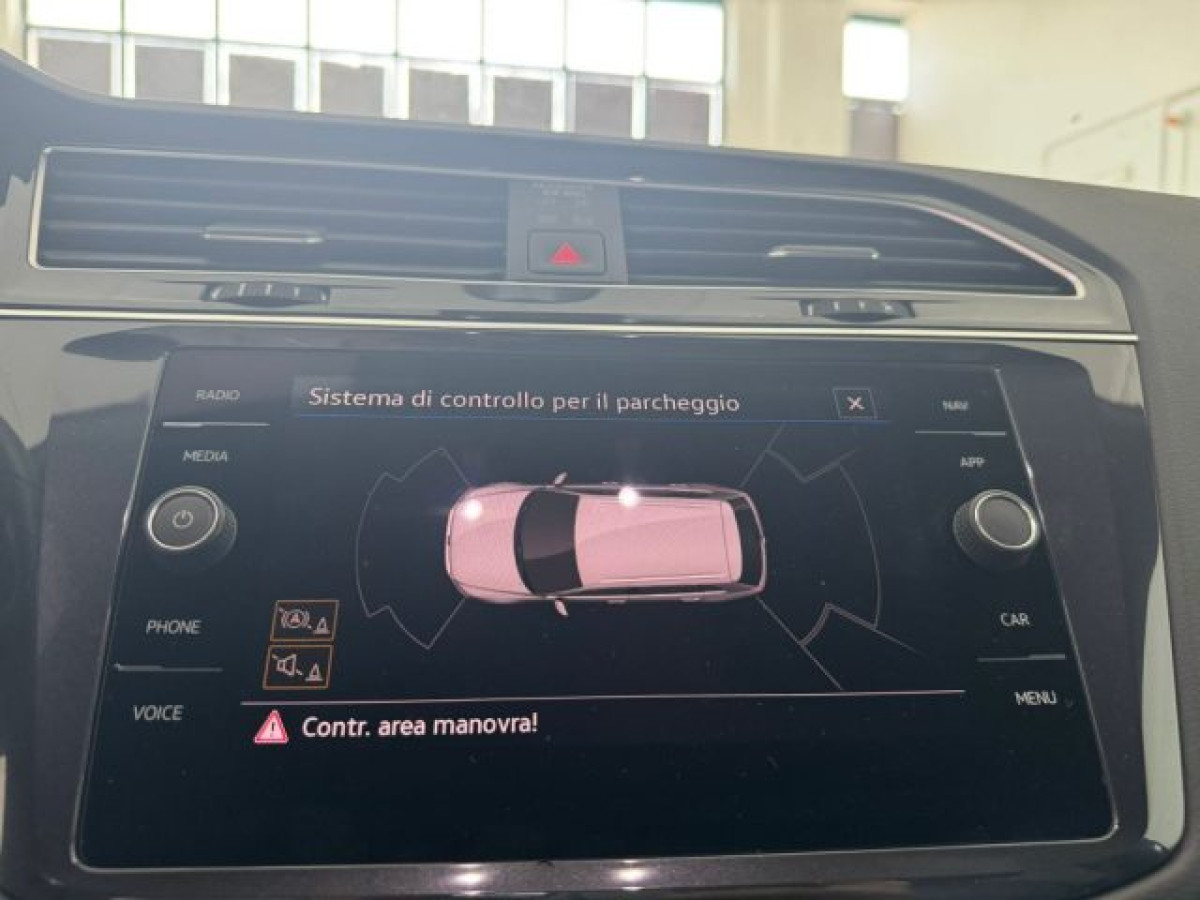 RADIO
Sistema di controllo per il parcheggio
NAV
MEDIA
APP
PHONE
A
CAR
VOICE
MENU
Contr. area manovra!